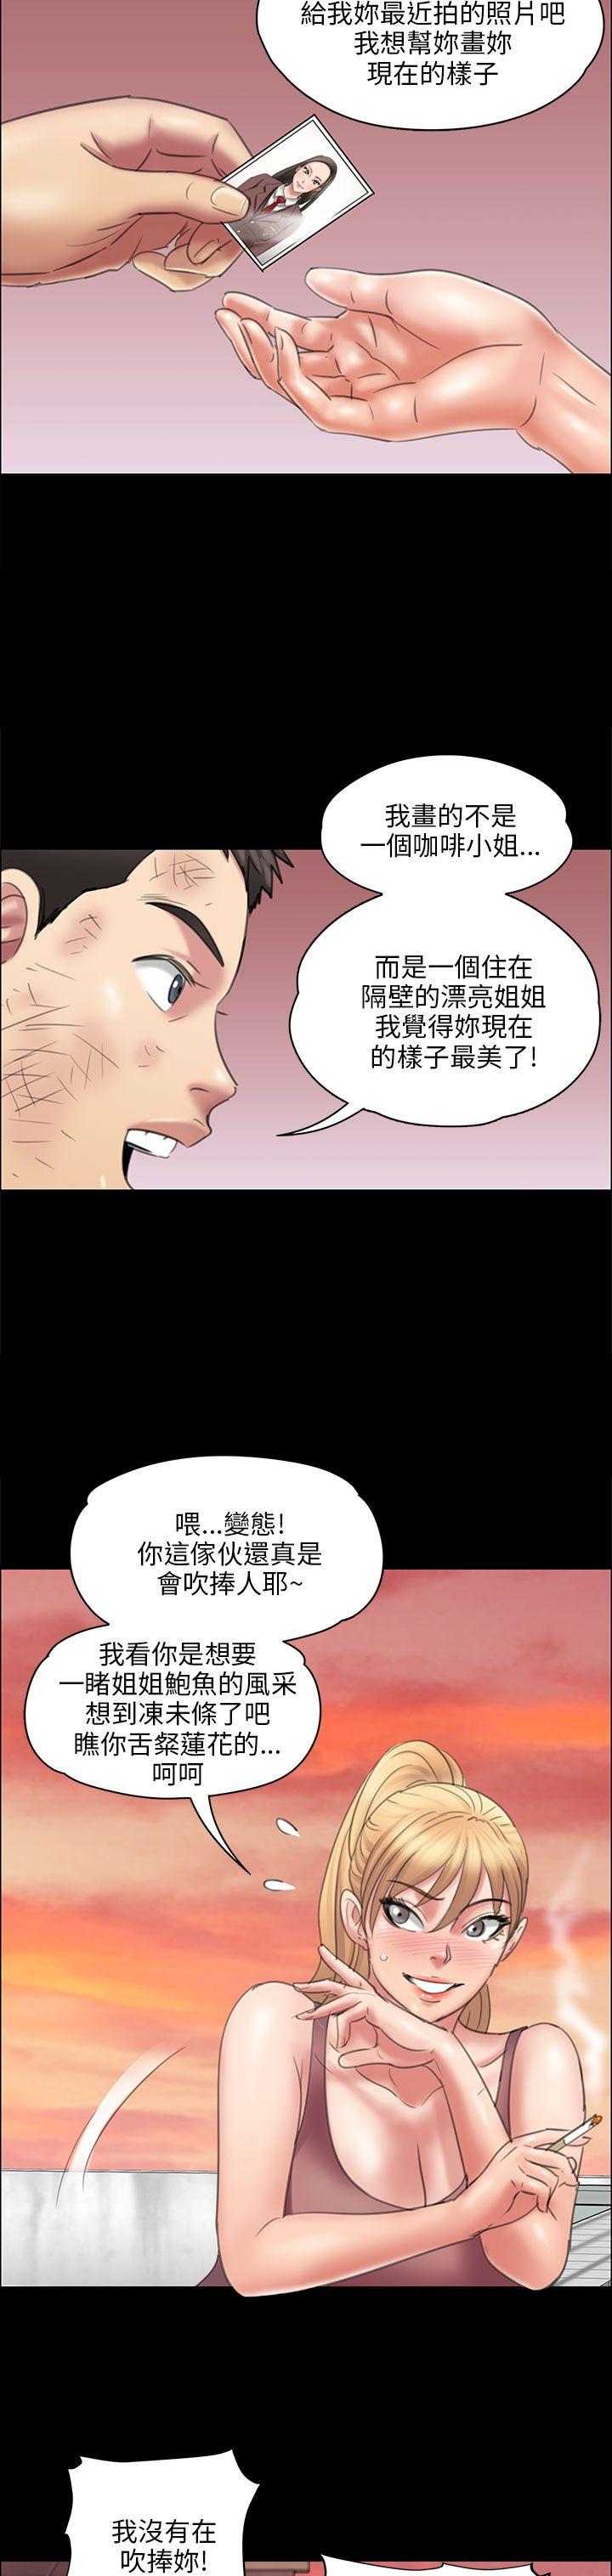 給我妳最近拍的照片吧
我想幫妳畫妳
現在的樣子
我畫的不是
一個咖啡小姐...
而是一個住在
隔壁的漂亮姐姐
我覺得妳現在
的樣子最美了!
喂...變態!
你這傢伙還真是
會吹捧人耶~
我看你是想要
一睹姐姐鮑魚的風采
想到凍未條了吧
瞧你舌粲蓮花的...
呵呵
我沒有在
吹捧妳!